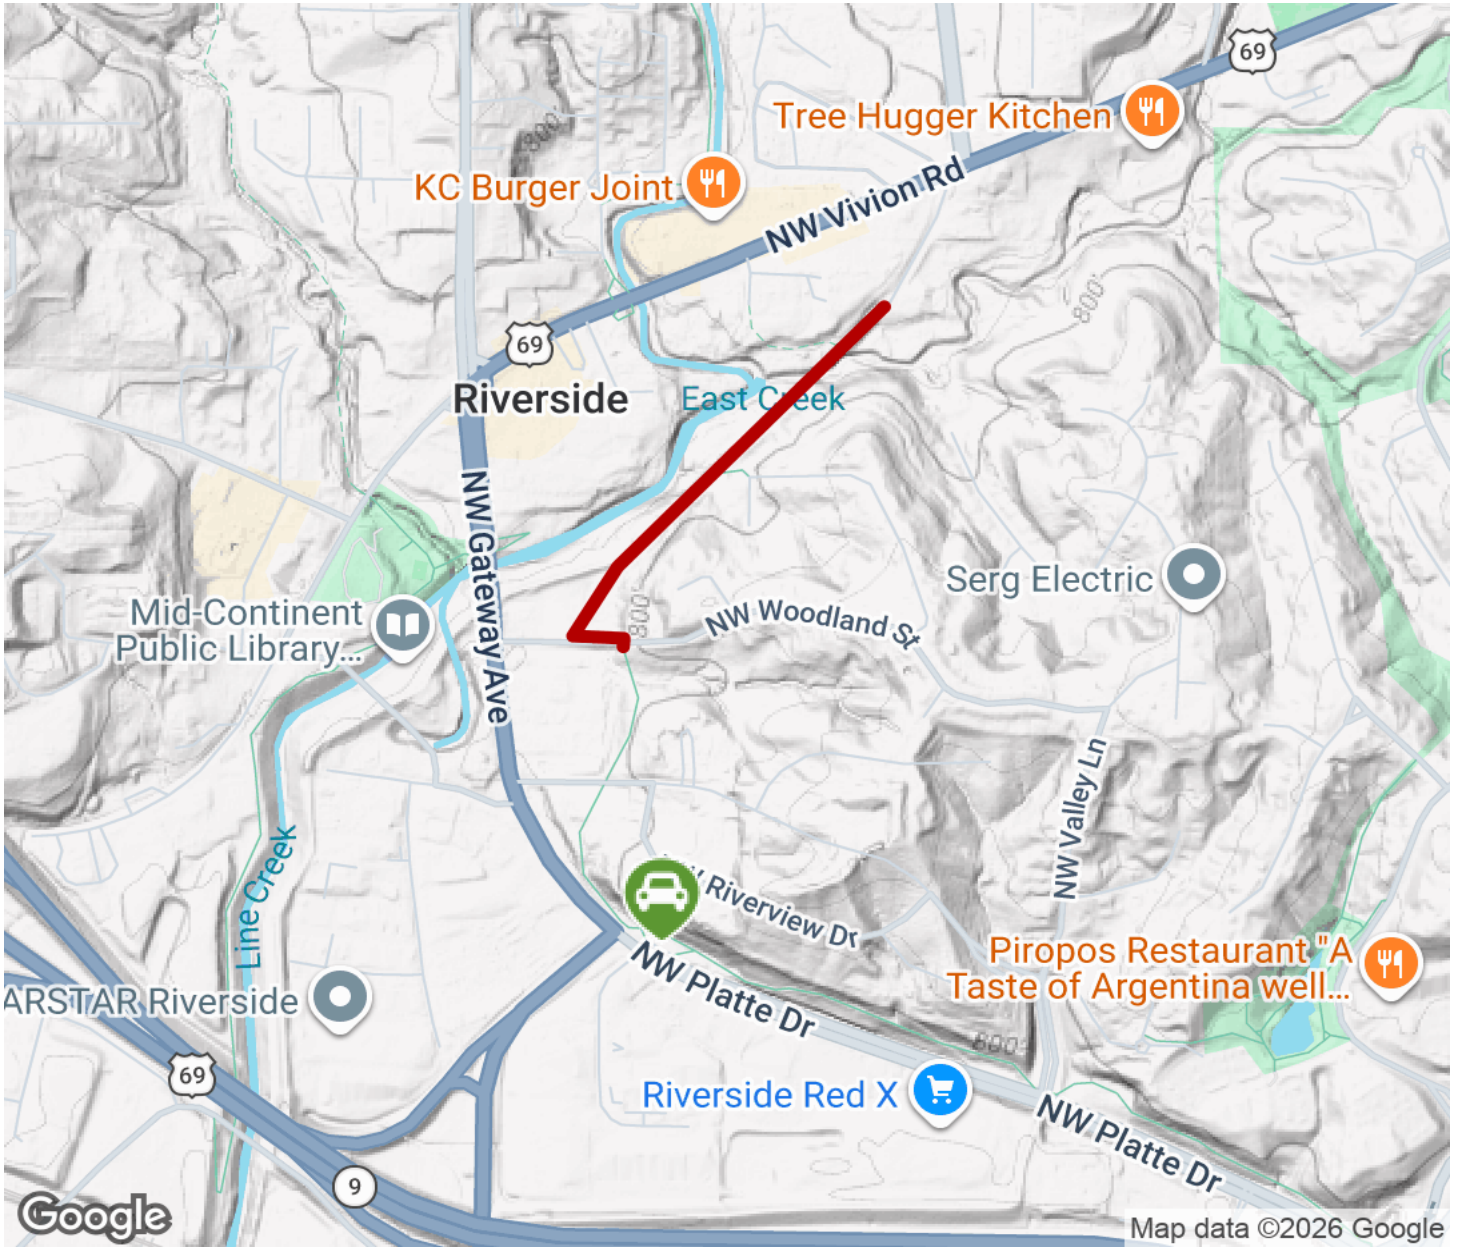 69
Tree Hugger Kitchen
800
KC Burger Joint
NW Vivion Rd
800'
69
Riverside
East Creek
NW Gateway Ave
Serg Electric
Mid-Continent
Public Library...
800
NW Woodland St
NW Valley Ln
Line Creek
Riverview Dr
Piropos Restaurant "A
Taste of Argentina well...
NW Platte Dr
ARSTAR Riverside
800
69
Riverside Red X
NW Platte Dr
9
Google
Map data ©2026 Google